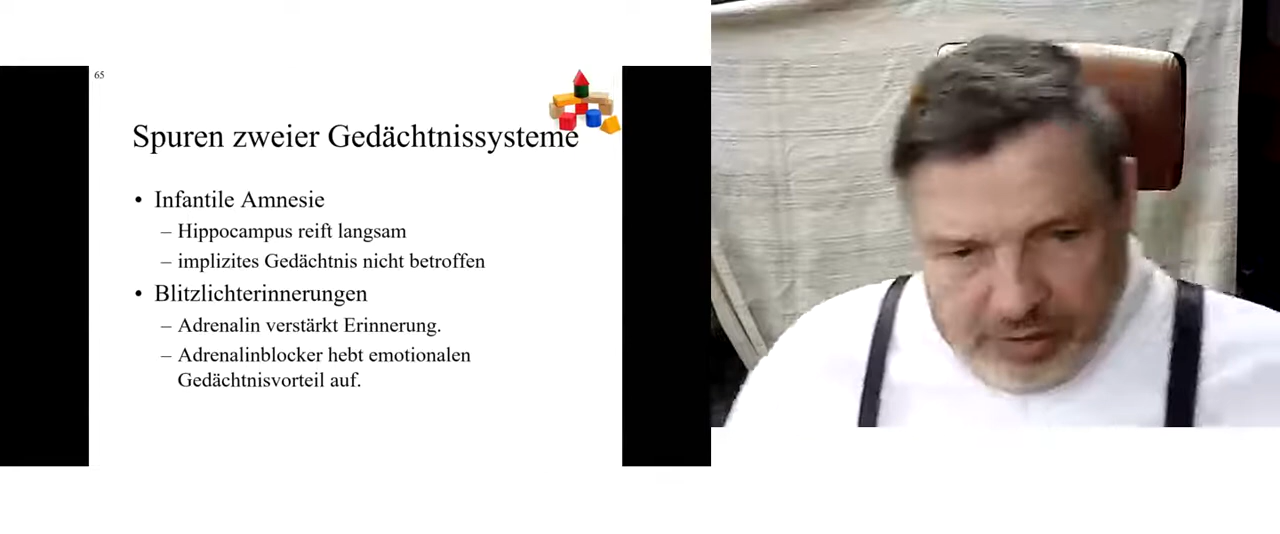 65
Spuren zweier Gedächtnissysteme
• Infantile Amnesie
– Hippocampus reift langsam
– implizites Gedächtnis nicht betroffen
• Blitzlichterinnerungen
– Adrenalin verstärkt Erinnerung.
– Adrenalinblocker hebt emotionalen
Gedächtnisvorteil auf.